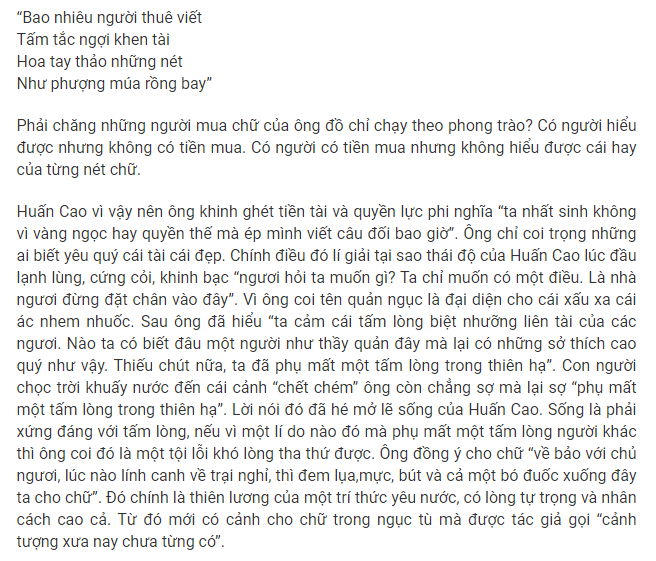 “Bao nhiêu người thuê viết
Tấm tắc ngợi khen tài
Hoa tay thảo những nét
Như phượng múa rồng bay”
Phải chăng những người mua chữ của ông đồ chỉ chạy theo phong trào? Có người hiểu
được nhưng không có tiền mua. Có người có tiền mua nhưng không hiểu được cái hay
của từng nét chữ.
Huấn Cao vì vậy nên ông khinh ghét tiền tài và quyền lực phi nghĩa “ta nhất sinh không
vì vàng ngọc hay quyền thế mà ép mình viết câu đối bao giờ”. Ông chỉ coi trọng những
ai biết yêu quý cái tài cái đẹp. Chính điều đó lí giải tại sao thái độ của Huấn Cao lúc đầu
lạnh lùng, cứng cỏi, khinh bạc “ngươi hỏi ta muốn gì? Ta chỉ muốn có một điều. Là nhà
ngươi đừng đặt chân vào đây”. Vì ông coi tên quản ngục là đại diện cho cái xấu xa cái
ác nhem nhuốc. Sau ông đã hiểu “ta cảm cái tấm lòng biệt nhưỡng liên tài của các
ngươi. Nào ta có biết đâu một người như thầy quản đây mà lại có những sở thích cao
quý như vậy. Thiếu chút nữa, ta đã phụ mất một tấm lòng trong thiên hạ”. Con người
chọc trời khuấy nước đến cái cảnh “chết chém” ông còn chẳng sợ mà lại sợ “phụ mất
một tấm lòng trong thiên hạ”. Lời nói đó đã hé mở lẽ sống của Huấn Cao. Sống là phải
xứng đáng với tấm lòng, nếu vì một lí do nào đó mà phụ mất một tấm lòng người khác
thì ông coi đó là một tội lỗi khó lòng tha thứ được. Ông đồng ý cho chữ “về bảo với chủ
ngươi, lúc nào lính canh về trại nghỉ, thì đem lụa,mực, bút và cả một bó đuốc xuống đây
ta cho chữ”. Đó chính là thiên lương của một trí thức yêu nước, có lòng tự trọng và nhân
cách cao cả. Từ đó mới có cảnh cho chữ trong ngục tù mà được tác giả gọi “cảnh
tượng xưa nay chưa từng có”.